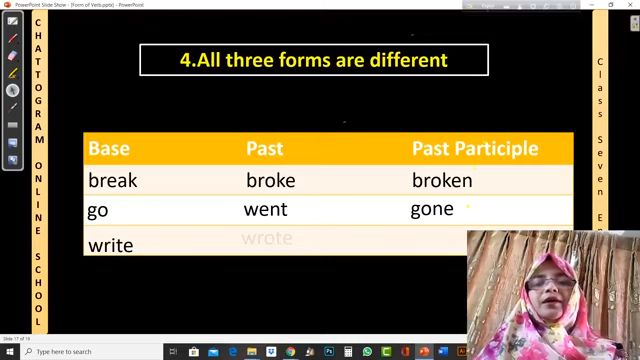 PowerPoint Slide Show - [Form of Verb.pptx] - PowerPoint
CHATTOGRAM ONLINE SCHOOL
4.All three forms are different
Base Past Past Participle
break broke broken
go went gone
write wrote
Class Seven En
Slide 17 of 18
Type here to search